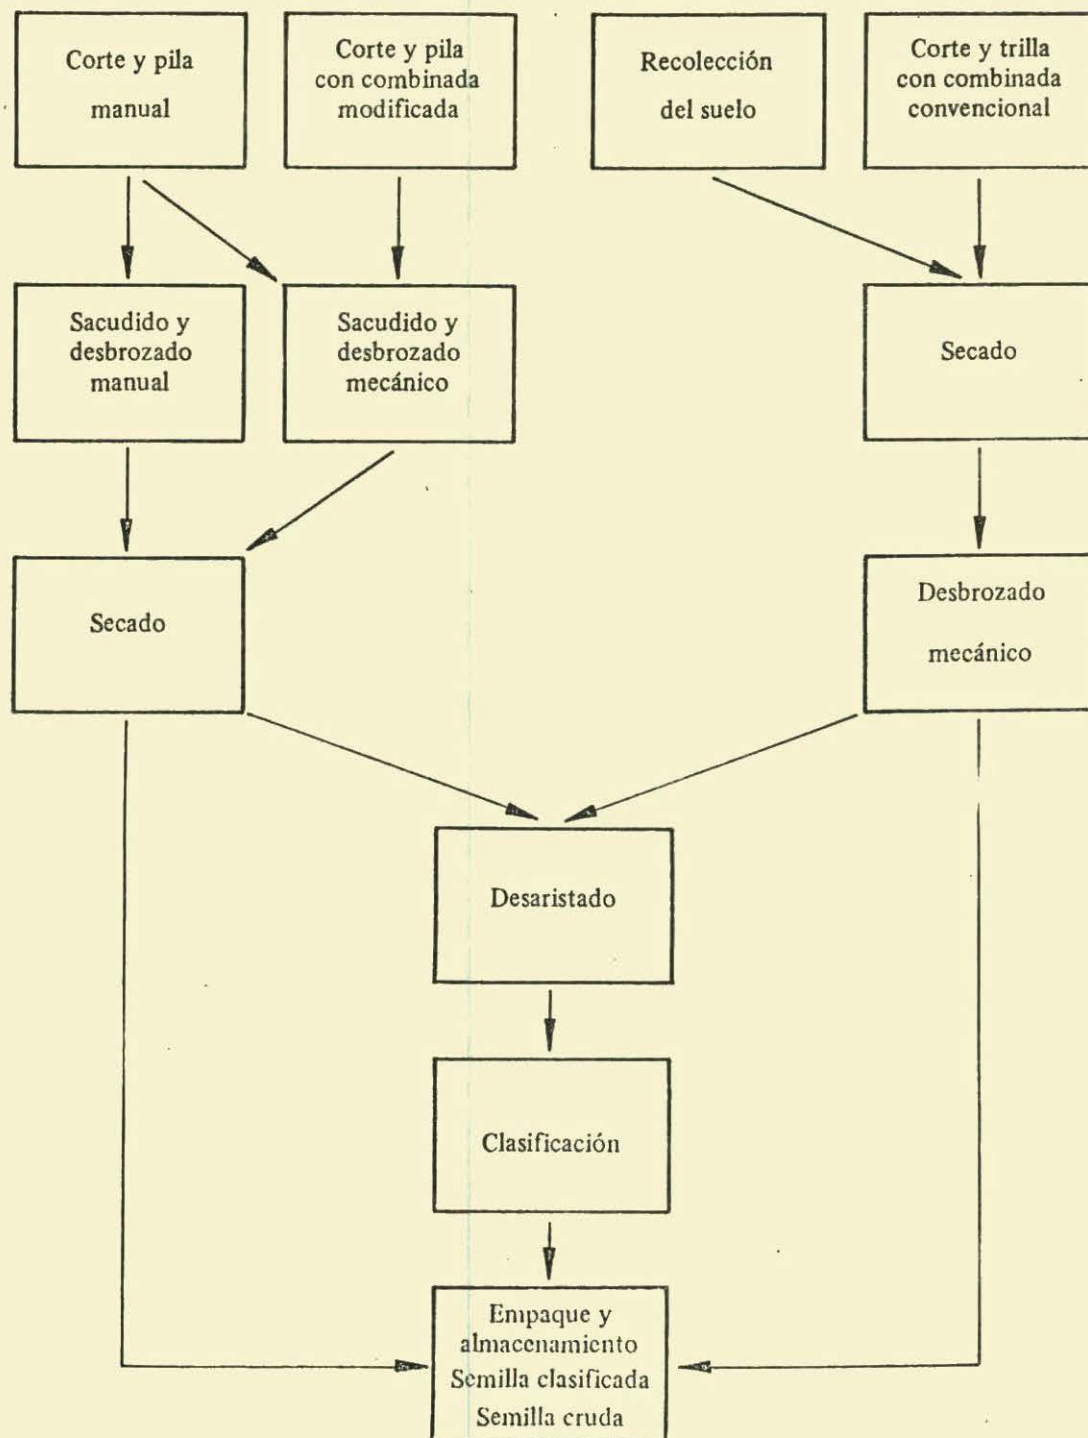 Corte y pila
manual
Corte y pila
con combinada
modificada
Recolección
del suelo
Corte y trilla
con combinada
convencional
Sacudido y
desbrozado
manual
Sacudido y
desbrozado
mecánico
Secado
Secado
Desbrozado
mecánico
Desaristado
Clasificación
Empaque y
almacenamiento
Semilla clasificada
Semilla cruda